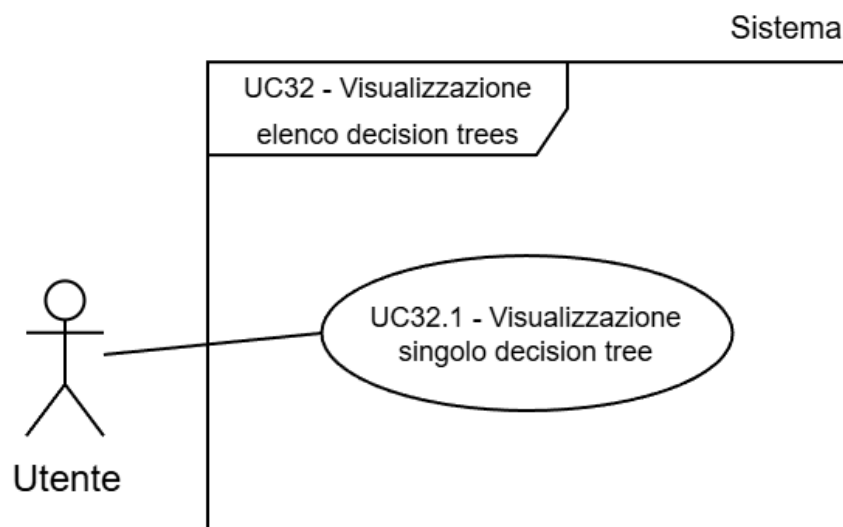 Sistema
UC32 - Visualizzazione
elenco decision trees
UC32.1 - Visualizzazione
singolo decision tree
Utente